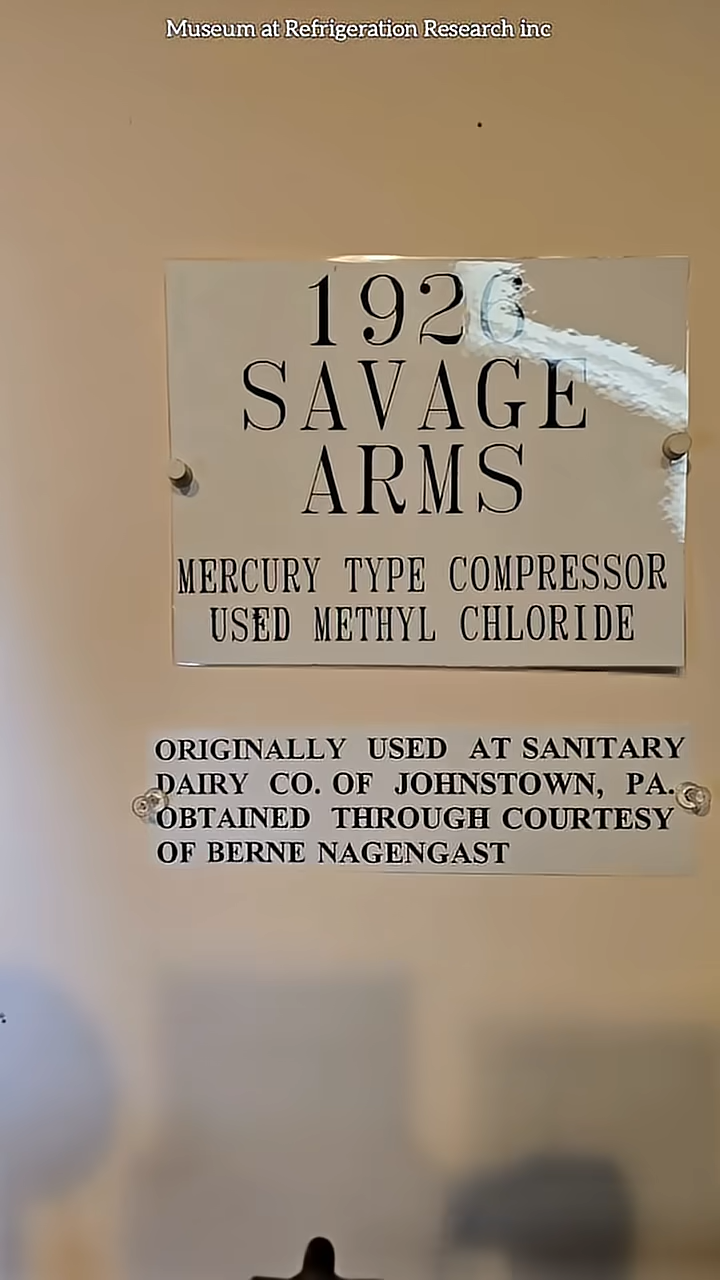 Museum at Refrigeration Research inc
1926
SAVAGE
ARMS
MERCURY TYPE COMPRESSOR
USED METHYL CHLORIDE
ORIGINALLY USED AT SANITARY
DAIRY CO. OF JOHNSTOWN, PA.
OBTAINED THROUGH COURTESY
OF BERNE NAGENGAST